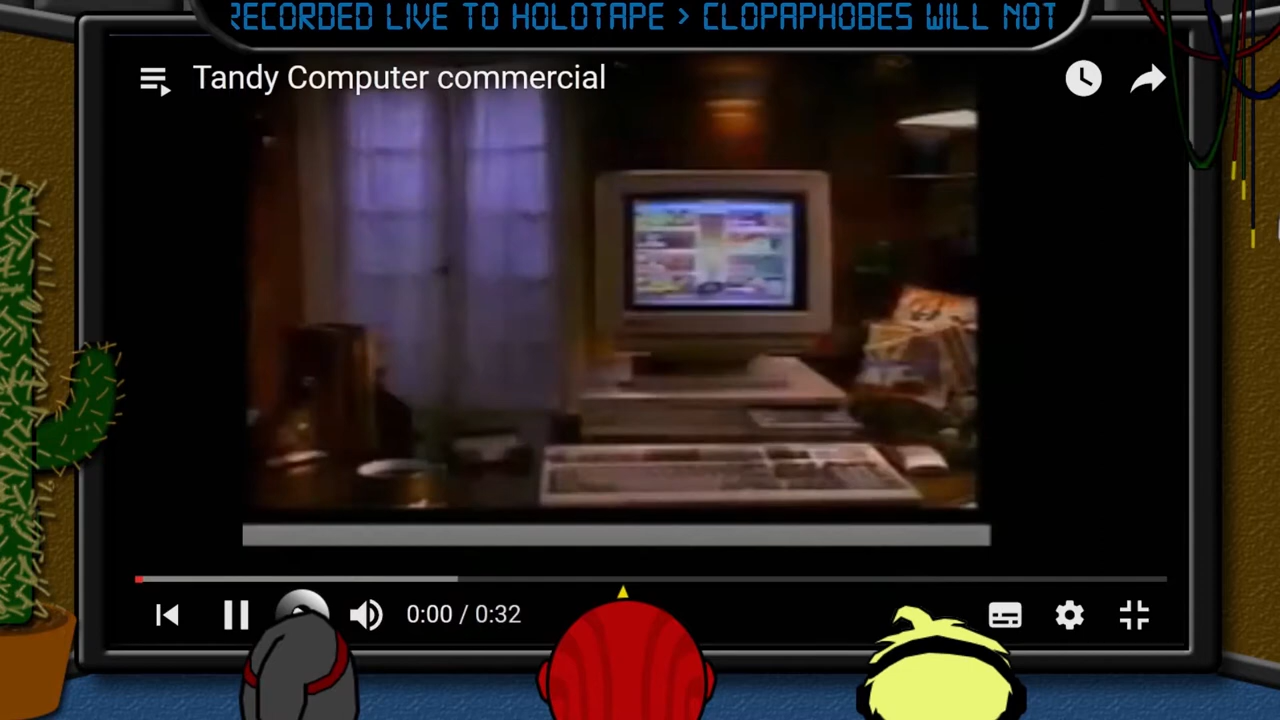 RECORDED LIVE TO HOLOTAPE > CLOPAPHOBES WILL NOT
Tandy Computer commercial
0:00 / 0:32